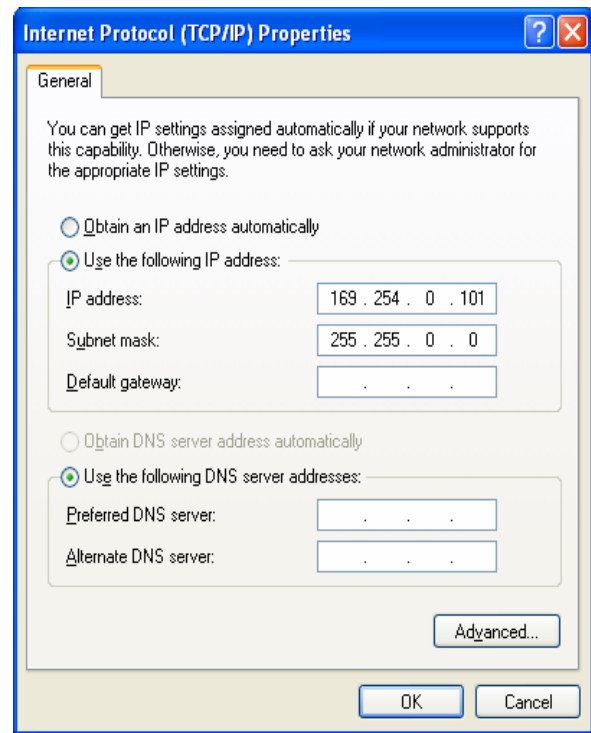 Internet Protocol (TCP/IP) Properties
General
You can get IP settings assigned automatically if your network supports
this capability. Otherwise, you need to ask your network administrator for
the appropriate IP settings.
Obtain an IP address automatically
Use the following IP address:
IP address: 169 . 254 . 0 . 101
Subnet mask: 255 . 255 . 0 . 0
Default gateway: . . .
Obtain DNS server address automatically
Use the following DNS server addresses:
Preferred DNS server: . . .
Alternate DNS server: . . .
Advanced...
OK Cancel